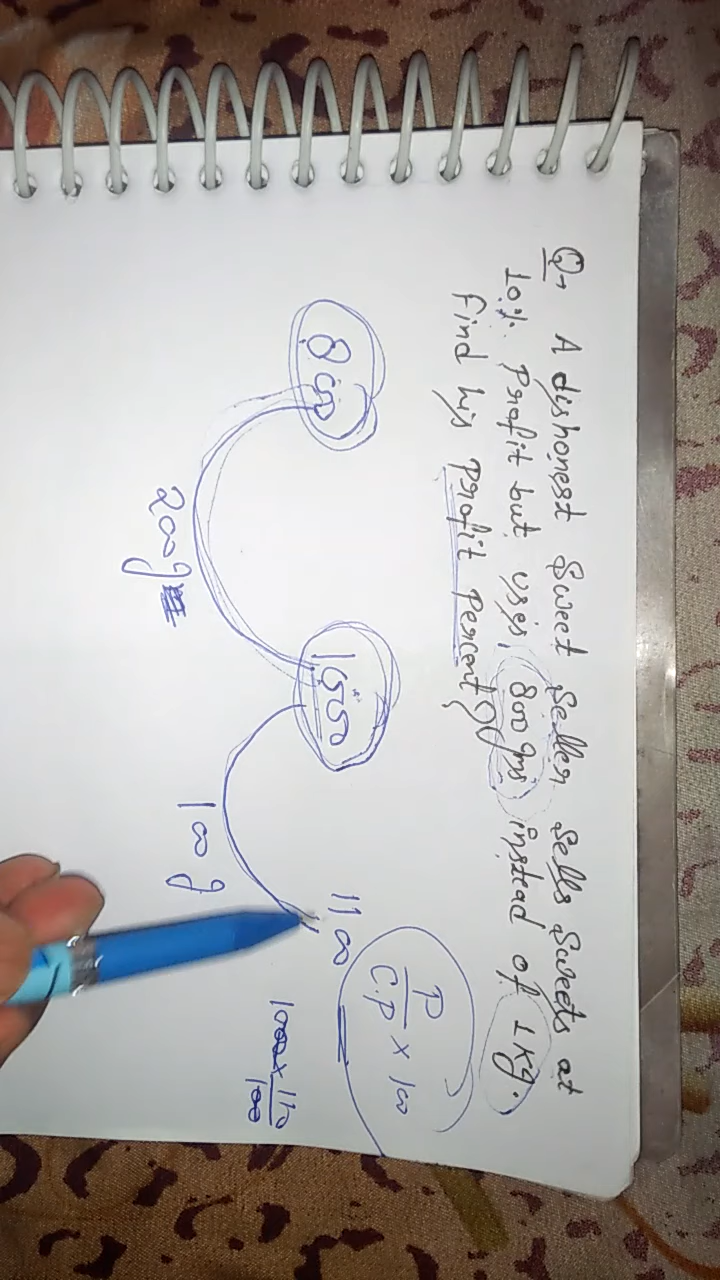 Q→ A dishonest sweet seller sells sweets at
10% profit but uses 800 gms instead of 1 kg.
find his profit percent?
800
1000
1100
200g
100 g
P/C.P × 100
1000 × 110/100